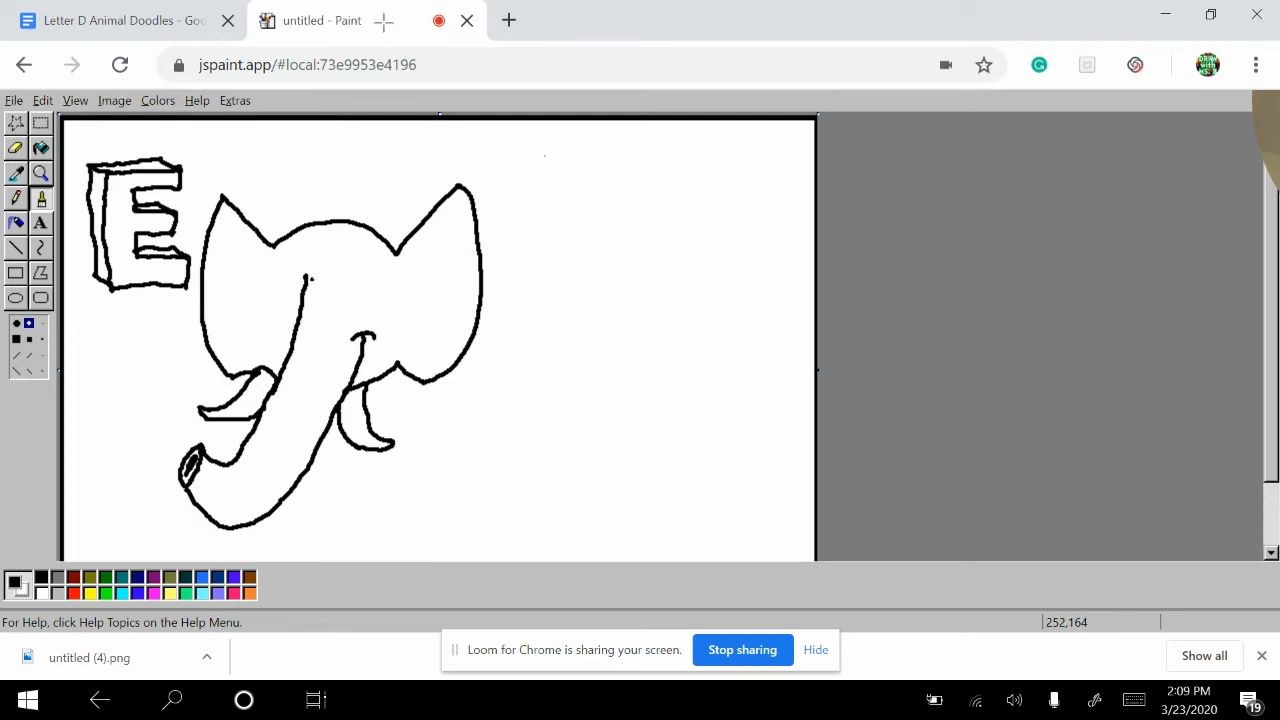 Letter D Animal Doodles - Goo
untitled - Paint
jspaint.app/#local:73e9953e4196
DRAW with
File Edit View Image Colors Help Extras
A
E
For Help, click Help Topics on the Help Menu.
252,164
untitled (4).png
Loom for Chrome is sharing your screen.
Stop sharing
Hide
Show all
2:09 PM
3/23/2020
19